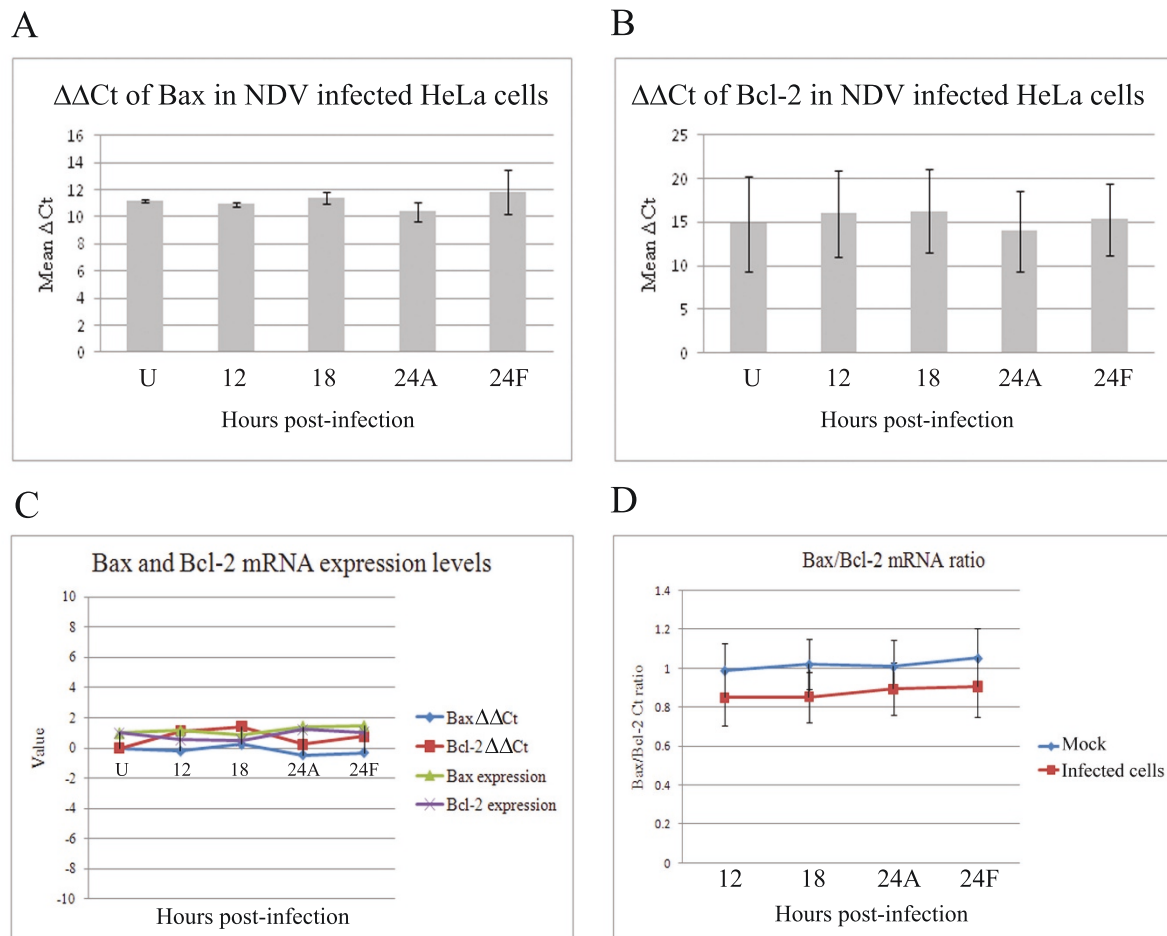 A
ΔΔCt of Bax in NDV infected HeLa cells
Mean ΔCt
16
14
12
10
8
6
4
2
0
U 12 18 24A 24F
Hours post-infection
B
ΔΔCt of Bcl-2 in NDV infected HeLa cells
Mean ΔCt
25
20
15
10
5
0
U 12 18 24A 24F
Hours post-infection
C
Bax and Bcl-2 mRNA expression levels
Value
10
8
6
4
2
0
-2
-4
-6
-8
-10
U 12 18 24A 24F
Hours post-infection
Bax ΔΔCt
Bcl-2 ΔΔCt
Bax expression
Bcl-2 expression
D
Bax/Bcl-2 mRNA ratio
Bax/Bcl-2 Ct ratio
1.4
1.2
1
0.8
0.6
0.4
0.2
0
12 18 24A 24F
Hours post-infection
Mock
Infected cells